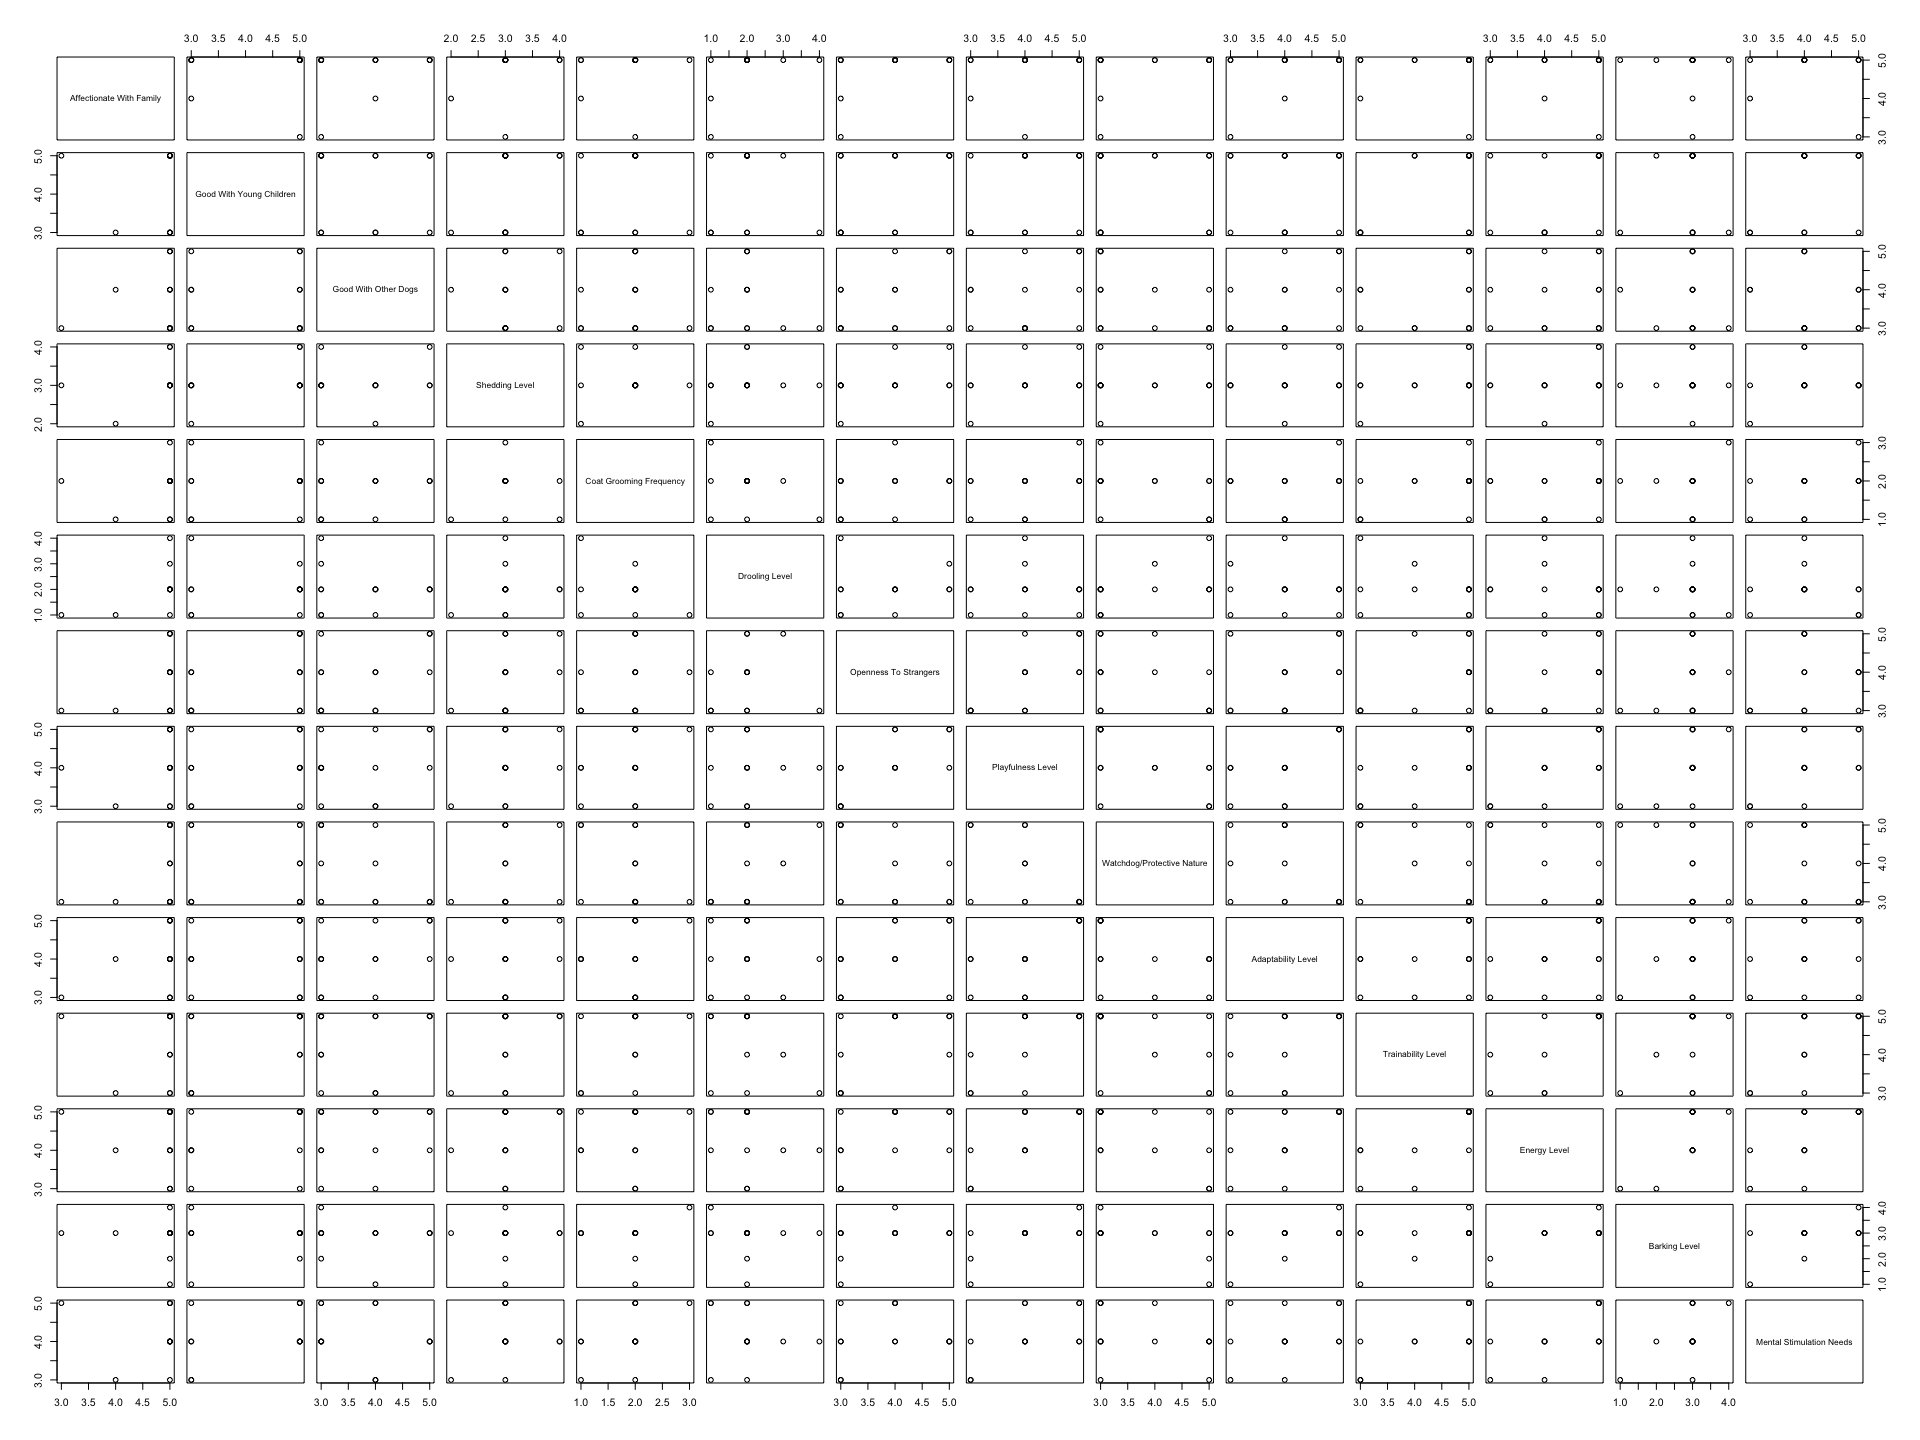 3.0 3.5 4.0 4.5 5.0 2.0 2.5 3.0 3.5 4.0 1.0 2.0 3.0 4.0 3.0 3.5 4.0 4.5 5.0 3.0 3.5 4.0 4.5 5.0 3.0 3.5 4.0 4.5 5.0 3.0 3.5 4.0 4.5 5.0
Affectionate With Family
3.0 4.0 5.0
3.0 4.0 5.0
Good With Young Children
Good With Other Dogs
3.0 4.0 5.0
2.0 3.0 4.0
Shedding Level
Coat Grooming Frequency
1.0 2.0 3.0
1.0 2.0 3.0 4.0
Drooling Level
Openness To Strangers
3.0 4.0 5.0
3.0 4.0 5.0
Playfulness Level
Watchdog/Protective Nature
3.0 4.0 5.0
3.0 4.0 5.0
Adaptability Level
Trainability Level
3.0 4.0 5.0
3.0 4.0 5.0
Energy Level
Barking Level
1.0 2.0 3.0 4.0
3.0 4.0 5.0
Mental Stimulation Needs
3.0 3.5 4.0 4.5 5.0 3.0 3.5 4.0 4.5 5.0 1.0 1.5 2.0 2.5 3.0 3.0 3.5 4.0 4.5 5.0 3.0 3.5 4.0 4.5 5.0 3.0 3.5 4.0 4.5 5.0 1.0 2.0 3.0 4.0